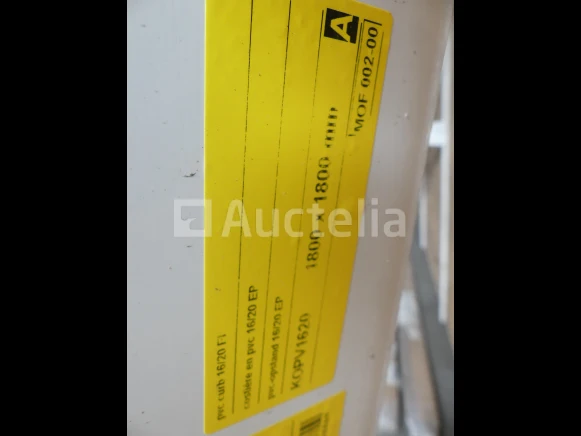 pvc curb 16/20
costière en pvc 16/20 EP
pvc-opstand 16/20 EP
KOPV1620
1800 x 1800 mm
A
MOF 002-00
Auctelia